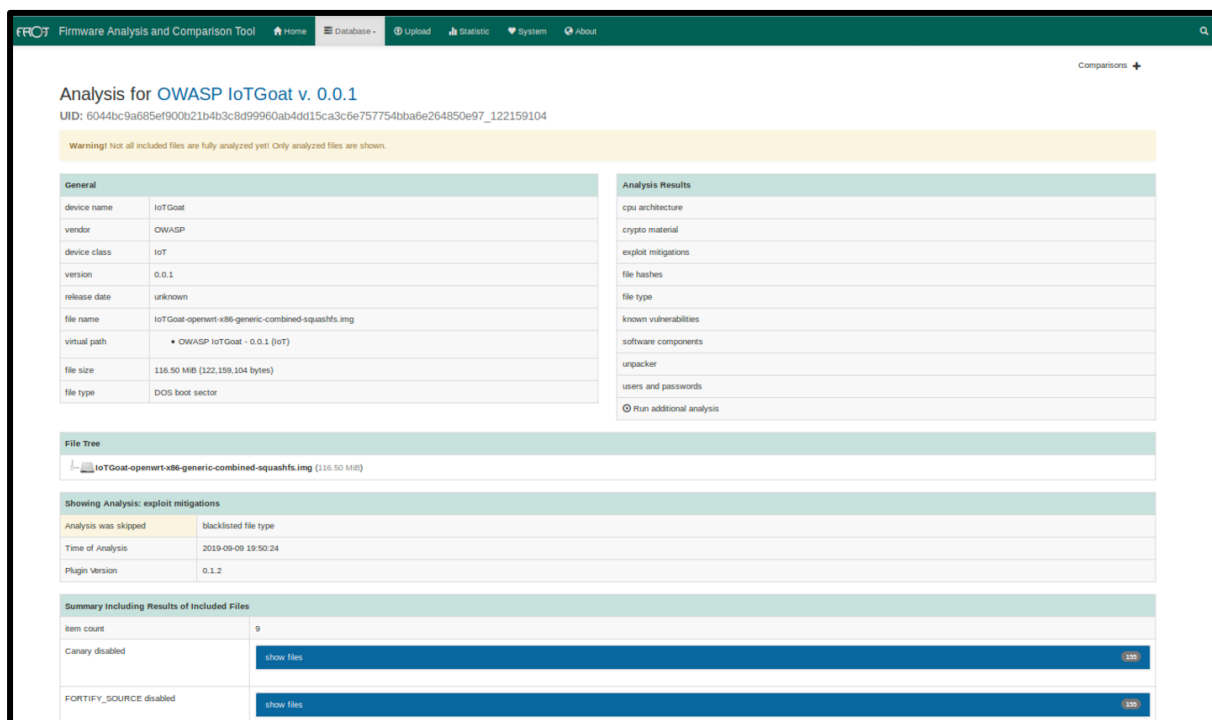 FACT Firmware Analysis and Comparison Tool Home Database Upload Statistic System About
Comparisons
Analysis for OWASP IoTGoat v. 0.0.1
UID: 6044bc9a685ef900b21b4b3c8d99960ab4dd15ca3c6e757754bba6e264850e97_122159104
Warning! Not all included files are fully analyzed yet! Only analyzed files are shown.
General
device name IoTGoat
vendor OWASP
device class IoT
version 0.0.1
release date unknown
file name IoTGoat-openwrt-x86-generic-combined-squashfs.img
virtual path • OWASP IoTGoat - 0.0.1 (IoT)
file size 116.50 MiB (122,159,104 bytes)
file type DOS boot sector
Analysis Results
cpu architecture
crypto material
exploit mitigations
file hashes
file type
known vulnerabilities
software components
unpacker
users and passwords
Run additional analysis
File Tree
IoTGoat-openwrt-x86-generic-combined-squashfs.img (116.50 MiB)
Showing Analysis: exploit mitigations
Analysis was skipped blacklisted file type
Time of Analysis 2019-09-09 19:50:24
Plugin Version 0.1.2
Summary Including Results of Included Files
item count 9
Canary disabled show files 155
FORTIFY_SOURCE disabled show files 155